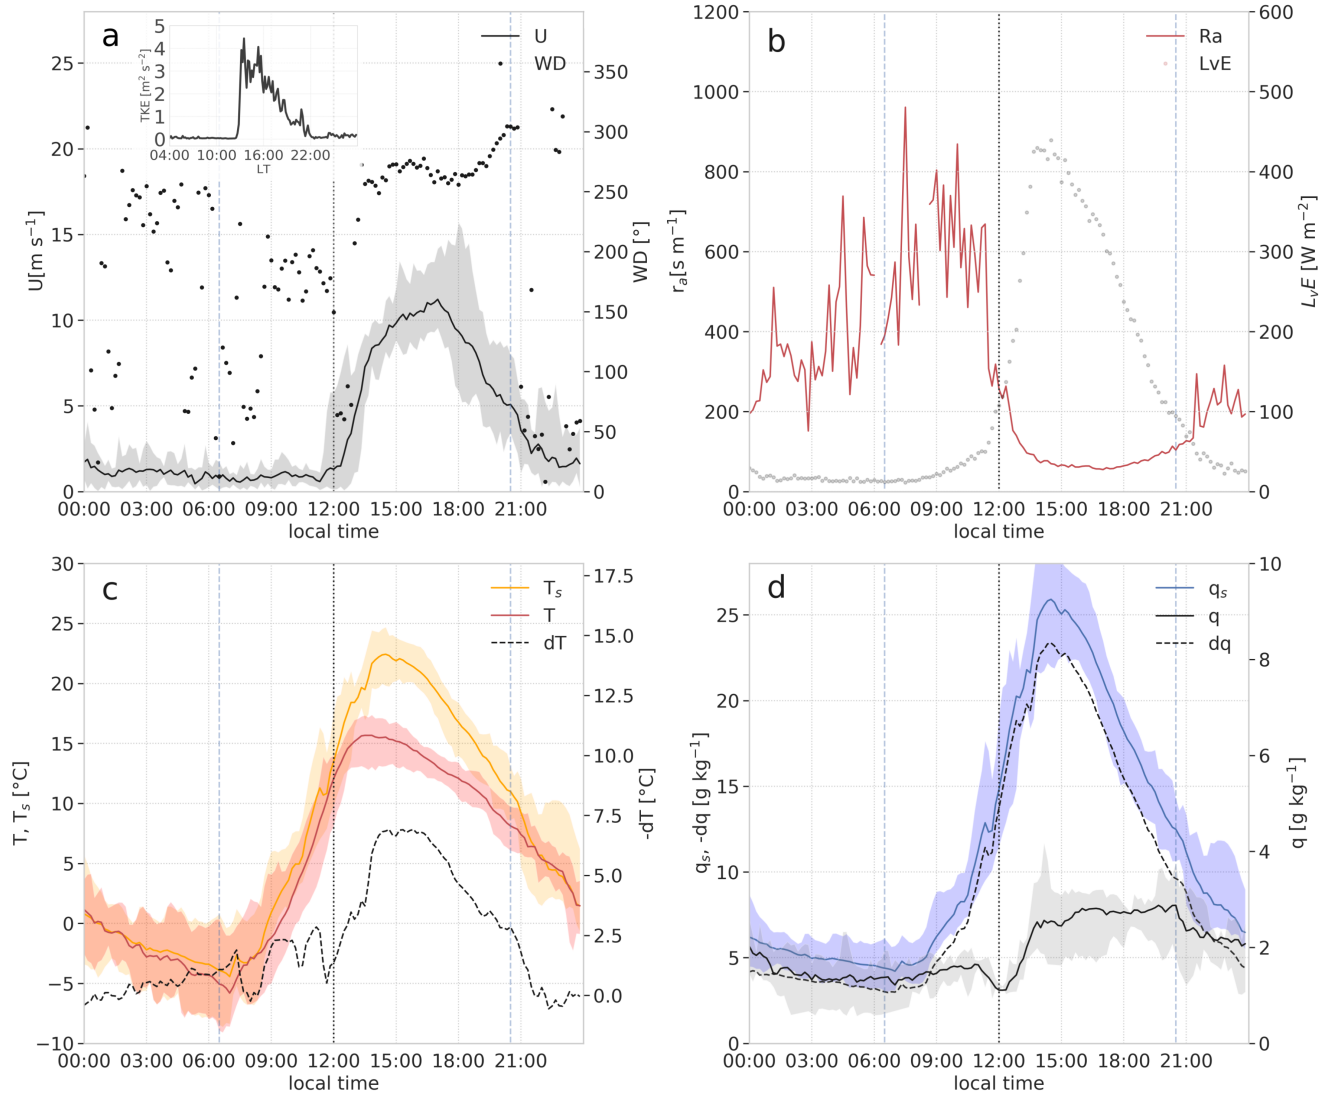 a
U
WD
TKE [m² s⁻²]
5
4
3
2
1
0
04:00 10:00 16:00 22:00
LT
U[m s⁻¹]
25
20
15
10
5
0
WD [°]
350
300
250
200
150
100
50
0
00:00 03:00 06:00 09:00 12:00 15:00 18:00 21:00
local time
b
Ra
LvE
rₐ[s m⁻¹]
1200
1000
800
600
400
200
0
LᵥE [W m⁻²]
600
500
400
300
200
100
0
00:00 03:00 06:00 09:00 12:00 15:00 18:00 21:00
local time
c
Tₛ
T
dT
T, Tₛ [°C]
30
25
20
15
10
5
0
−5
−10
-dT [°C]
17.5
15.0
12.5
10.0
7.5
5.0
2.5
0.0
00:00 03:00 06:00 09:00 12:00 15:00 18:00 21:00
local time
d
qₛ
q
dq
qₛ, -dq [g kg⁻¹]
25
20
15
10
5
0
q [g kg⁻¹]
10
8
6
4
2
0
00:00 03:00 06:00 09:00 12:00 15:00 18:00 21:00
local time